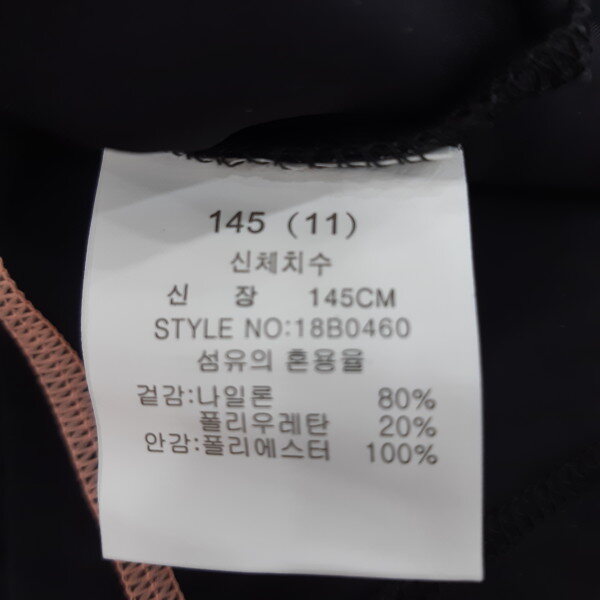 145 (11)
신체치수
신 장 145CM
STYLE NO:18B0460
섬유의 혼용율
겉감:나일론 80%
폴리우레탄 20%
안감:폴리에스터 100%